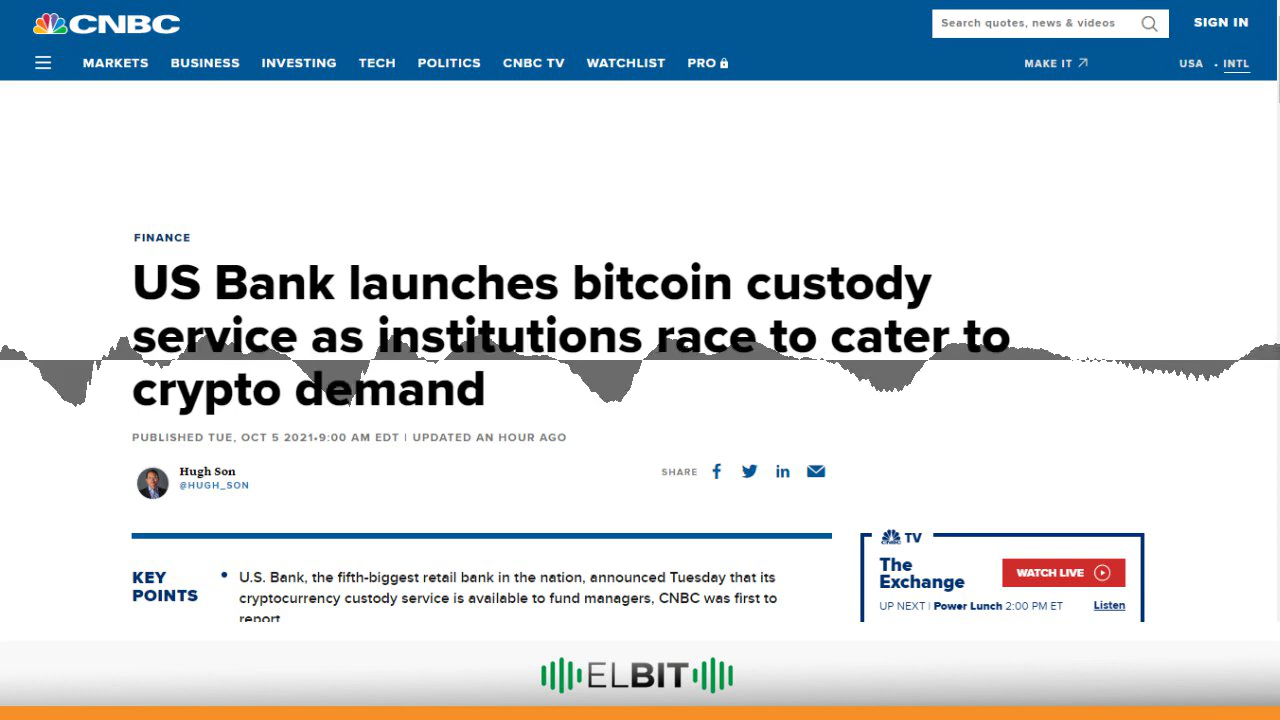 CNBC
Search quotes, news & videos
SIGN IN
MARKETS BUSINESS INVESTING TECH POLITICS CNBC TV WATCHLIST PRO
MAKE IT
USA • INTL
FINANCE
US Bank launches bitcoin custody
service as institutions race to cater to
crypto demand
PUBLISHED TUE, OCT 5 2021•9:00 AM EDT | UPDATED AN HOUR AGO
Hugh Son
@HUGH_SON
SHARE
KEY
POINTS
• U.S. Bank, the fifth-biggest retail bank in the nation, announced Tuesday that its
cryptocurrency custody service is available to fund managers, CNBC was first to
report
CNBC TV
The
Exchange
WATCH LIVE
UP NEXT | Power Lunch 2:00 PM ET
Listen
ELBIT